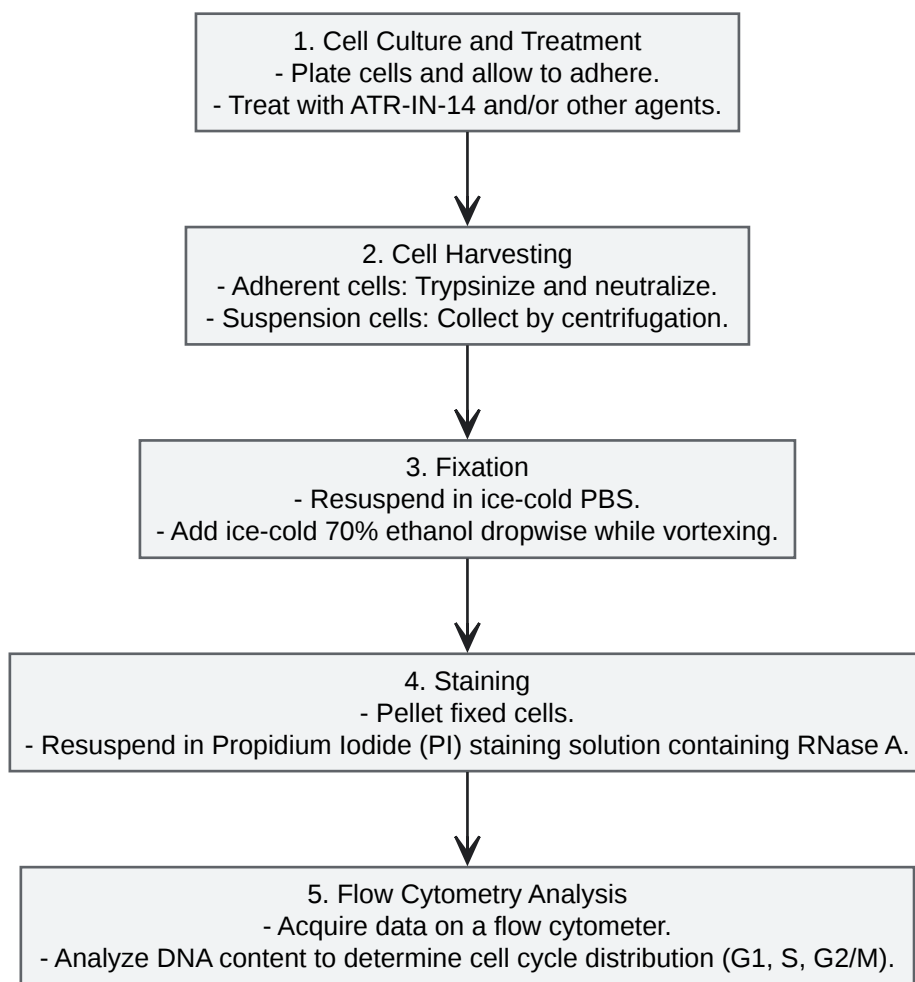 1. Cell Culture and Treatment
- Plate cells and allow to adhere.
- Treat with ATR-IN-14 and/or other agents.
2. Cell Harvesting
- Adherent cells: Trypsinize and neutralize.
- Suspension cells: Collect by centrifugation.
3. Fixation
- Resuspend in ice-cold PBS.
- Add ice-cold 70% ethanol dropwise while vortexing.
4. Staining
- Pellet fixed cells.
- Resuspend in Propidium Iodide (PI) staining solution containing RNase A.
5. Flow Cytometry Analysis
- Acquire data on a flow cytometer.
- Analyze DNA content to determine cell cycle distribution (G1, S, G2/M).